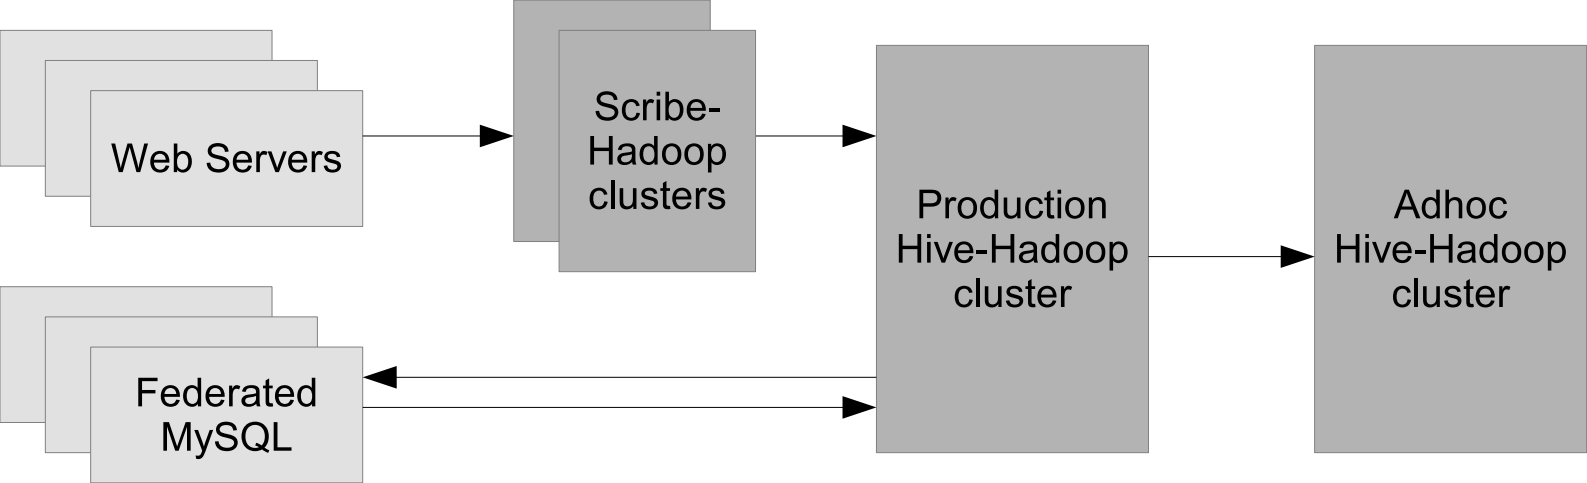 Web Servers
Scribe-
Hadoop
clusters
Production
Hive-Hadoop
cluster
Adhoc
Hive-Hadoop
cluster
Federated
MySQL